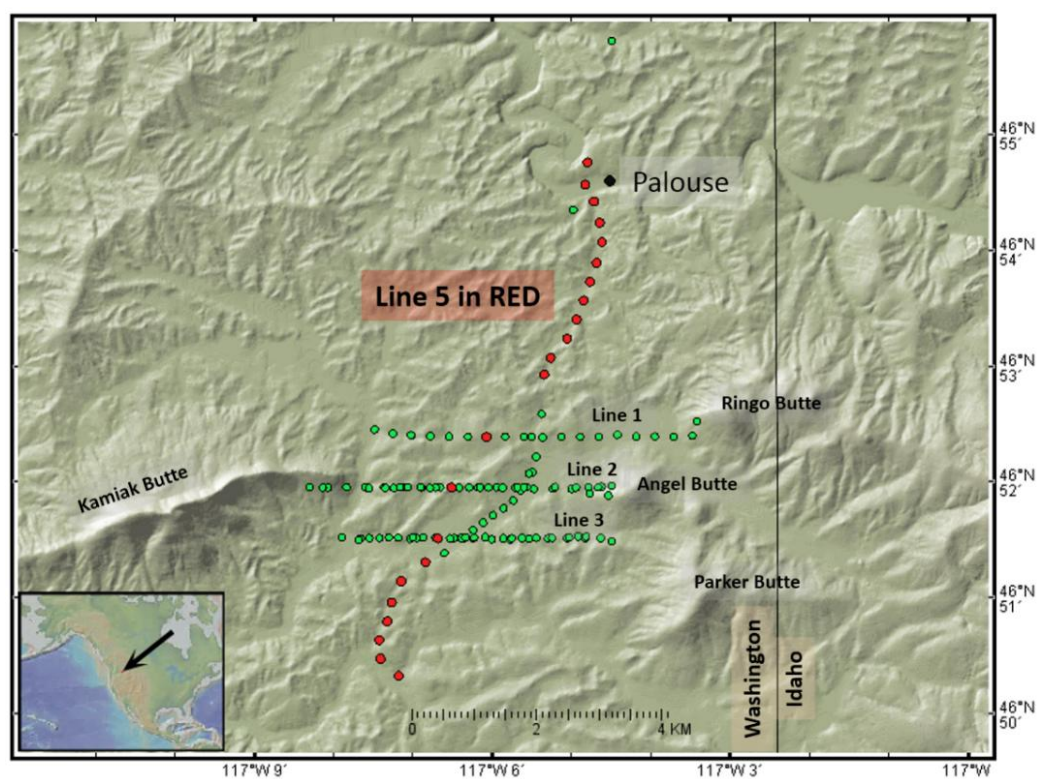 46°N
55′
Palouse
46°N
54′
Line 5 in RED
46°N
53′
Ringo Butte
Line 1
Line 2
Kamiak Butte
Angel Butte
46°N
52′
Line 3
Parker Butte
46°N
51′
Washington
Idaho
0 2 4 KM
46°N
50′
117°W 9′ 117°W 6′ 117°W 3′ 117°W